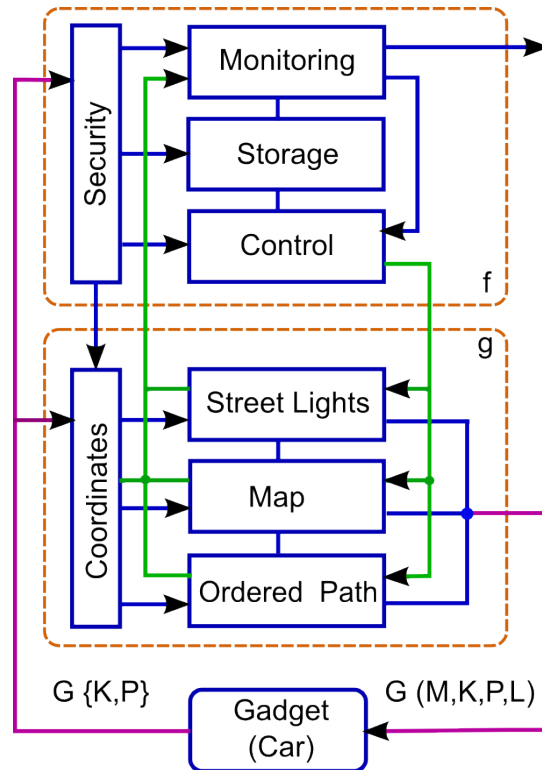 Security
Monitoring
Storage
Control
f
g
Coordinates
Street Lights
Map
Ordered Path
G {K,P}
Gadget
(Car)
G (M,K,P,L)